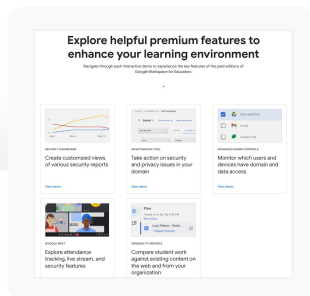 Explore helpful premium features to
enhance your learning environment
Navigate through each interactive demo to experience the key features of the paid editions of
Google Workspace for Education.
SECURITY DASHBOARD
Create customized views
of various security reports
View demo
INVESTIGATION TOOL
Take action on security
and privacy issues in your
domain
View demo
Gmail
ADVANCED ADMIN CONTROLS
Monitor which users and
devices have domain and
data access
View demo
GOOGLE MEET
Explore attendance
tracking, live stream, and
security features
ORIGINALITY REPORTS
Compare student work
against existing content on
the web and from your
organization